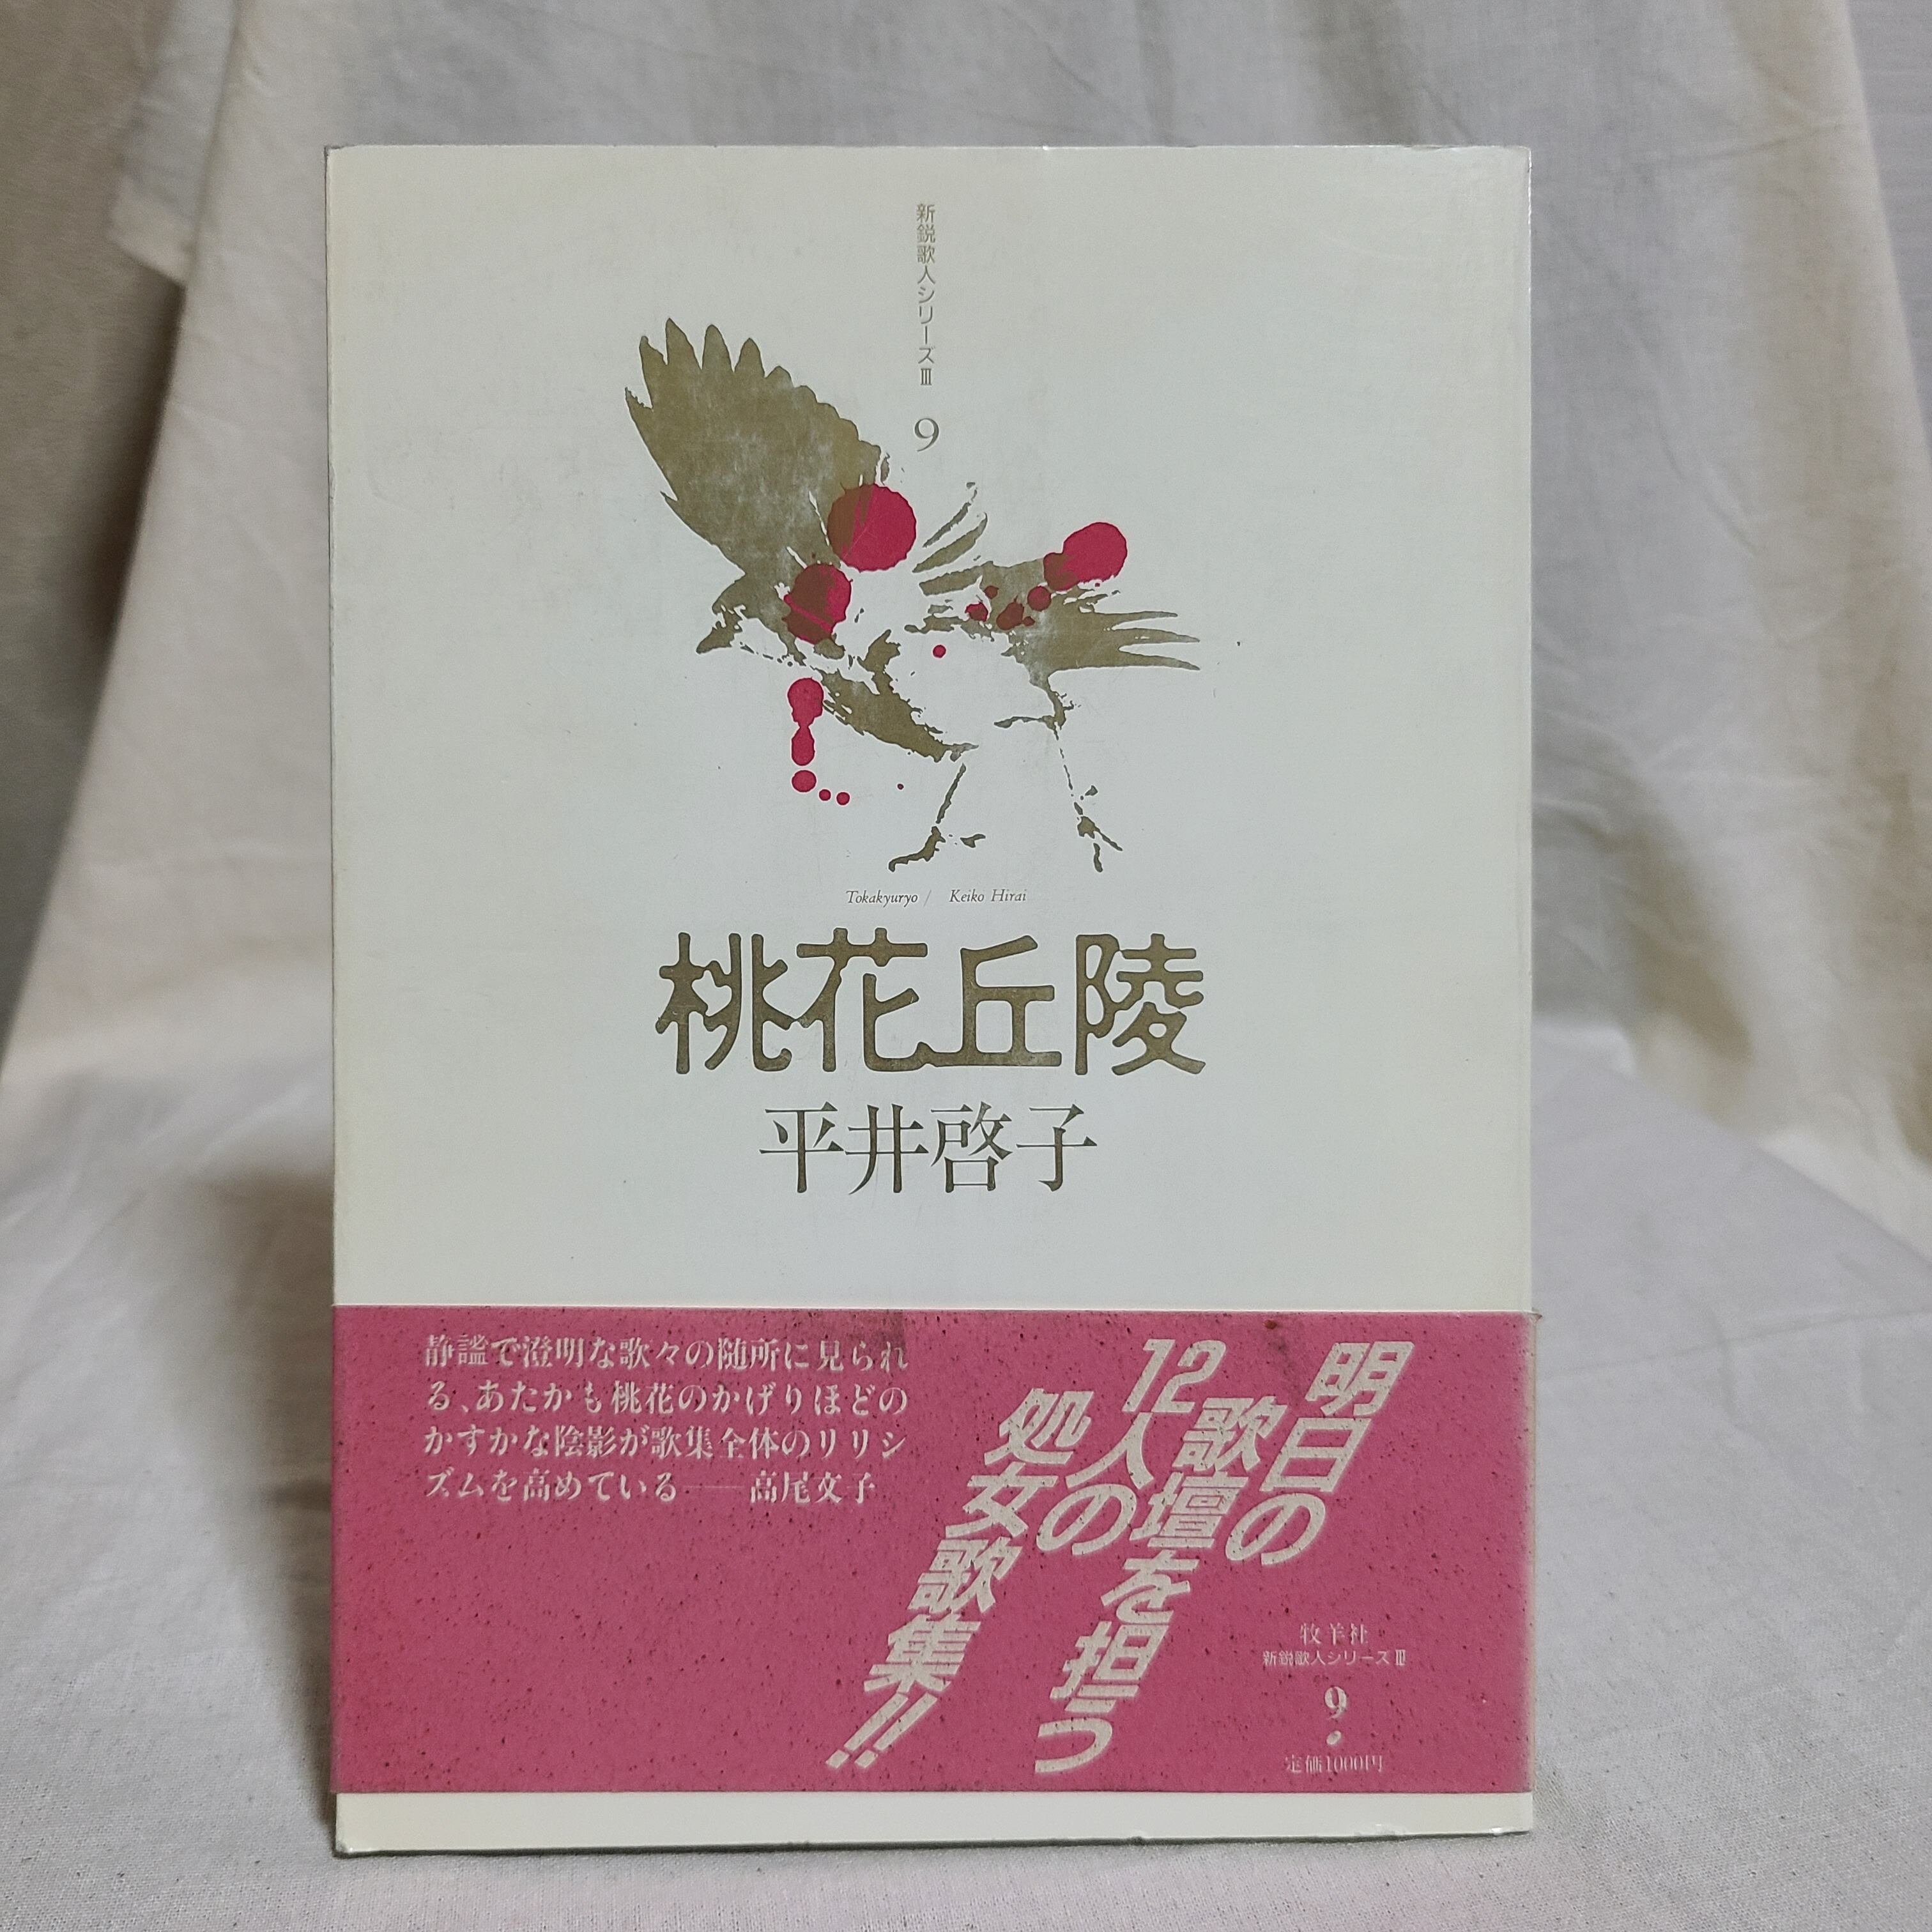 新鋭歌人シリーズⅢ
9
Tokakyuryo / Keiko Hirai
桃花丘陵
平井啓子
明日の
歌壇を担う
12人の
処女歌集!!
静謐で澄明な歌々の随所に見られ
る、あたかも桃花のかげりほどの
かすかな陰影が歌集全体のリリシ
ズムを高めている──高尾文子
牧羊社
新鋭歌人シリーズⅢ
9
定価1000円